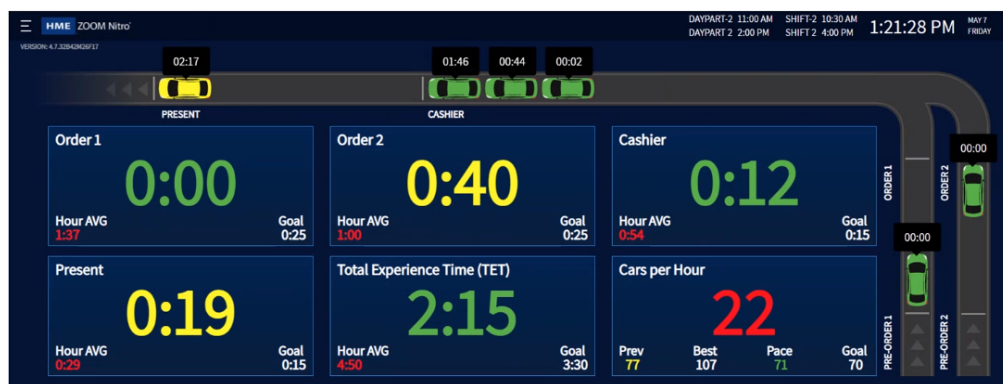 HME ZOOM Nitro
DAYPART-2 11:00 AM SHIFT-2 10:30 AM
DAYPART 2 2:00 PM SHIFT 2 4:00 PM
1:21:28 PM
MAY 7
FRIDAY
VERSION: 4.7.32B42M26F17
02:17
01:46
00:44
00:02
PRESENT
CASHIER
Order 1
0:00
Hour AVG Goal
1:37 0:25
Order 2
0:40
Hour AVG Goal
1:00 0:25
Cashier
0:12
Hour AVG Goal
0:54 0:15
ORDER 1
ORDER 2
00:00
00:00
Present
0:19
Hour AVG Goal
0:29 0:15
Total Experience Time (TET)
2:15
Hour AVG Goal
4:50 3:30
Cars per Hour
22
Prev Best Pace Goal
77 107 71 70
PRE-ORDER 1
PRE-ORDER 2